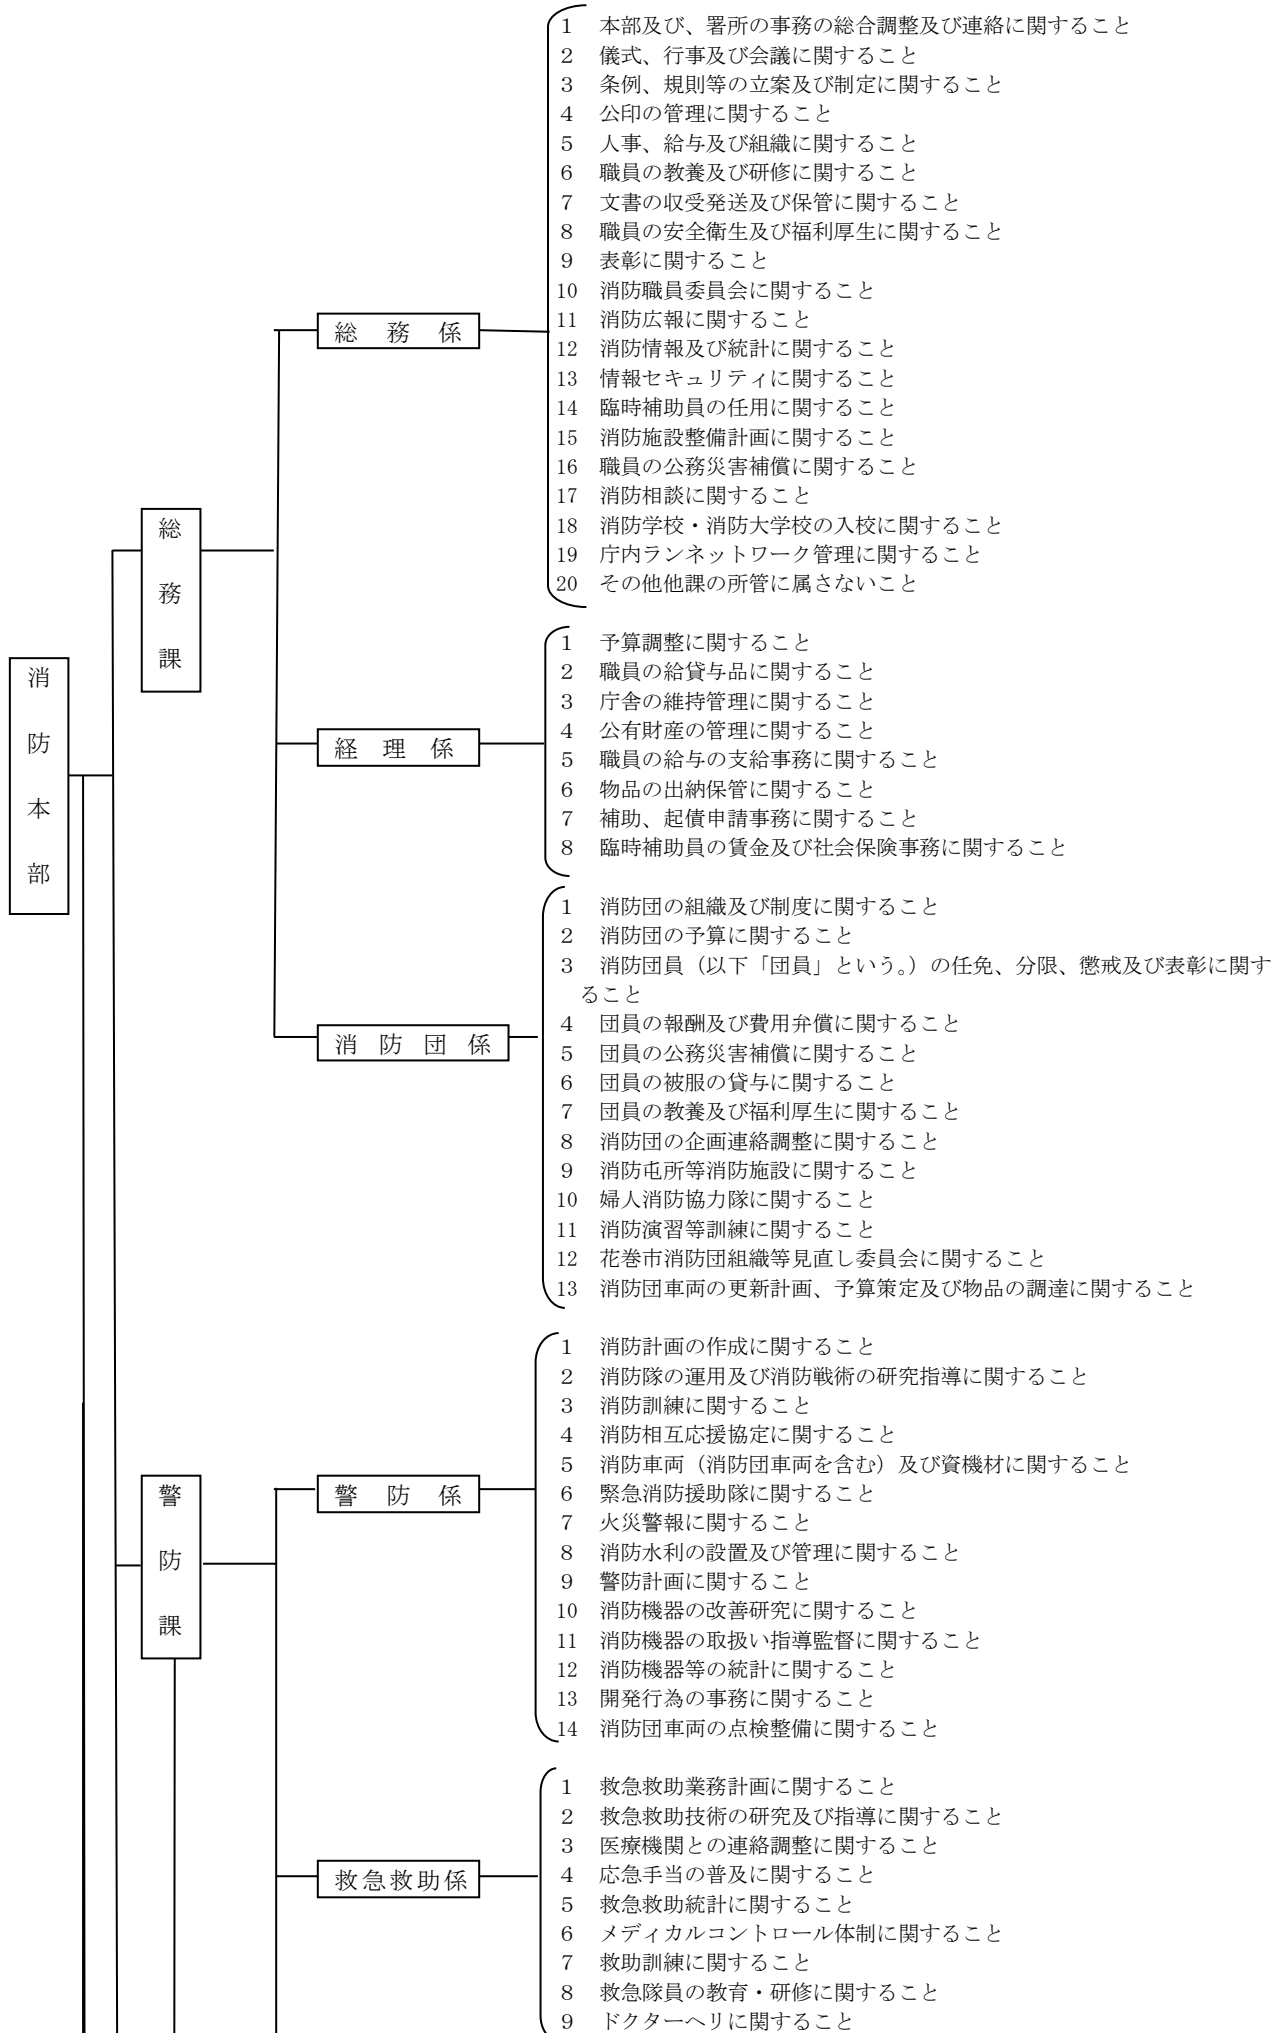 消防本部
総務課
総務係
1 本部及び、署所の事務の総合調整及び連絡に関すること
2 儀式、行事及び会議に関すること
3 条例、規則等の立案及び制定に関すること
4 公印の管理に関すること
5 人事、給与及び組織に関すること
6 職員の教養及び研修に関すること
7 文書の収受発送及び保管に関すること
8 職員の安全衛生及び福利厚生に関すること
9 表彰に関すること
10 消防職員委員会に関すること
11 消防広報に関すること
12 消防情報及び統計に関すること
13 情報セキュリティに関すること
14 臨時補助員の任用に関すること
15 消防施設整備計画に関すること
16 職員の公務災害補償に関すること
17 消防相談に関すること
18 消防学校・消防大学校の入校に関すること
19 庁内ランネットワーク管理に関すること
20 その他他課の所管に属さないこと
経理係
1 予算調整に関すること
2 職員の給貸与品に関すること
3 庁舎の維持管理に関すること
4 公有財産の管理に関すること
5 職員の給与の支給事務に関すること
6 物品の出納保管に関すること
7 補助、起債申請事務に関すること
8 臨時補助員の賃金及び社会保険事務に関すること
消防団係
1 消防団の組織及び制度に関すること
2 消防団の予算に関すること
3 消防団員（以下「団員」という。）の任免、分限、懲戒及び表彰に関す
ること
4 団員の報酬及び費用弁償に関すること
5 団員の公務災害補償に関すること
6 団員の被服の貸与に関すること
7 団員の教養及び福利厚生に関すること
8 消防団の企画連絡調整に関すること
9 消防屯所等消防施設に関すること
10 婦人消防協力隊に関すること
11 消防演習等訓練に関すること
12 花巻市消防団組織等見直し委員会に関すること
13 消防団車両の更新計画、予算策定及び物品の調達に関すること
警防課
警防係
1 消防計画の作成に関すること
2 消防隊の運用及び消防戦術の研究指導に関すること
3 消防訓練に関すること
4 消防相互応援協定に関すること
5 消防車両（消防団車両を含む）及び資機材に関すること
6 緊急消防援助隊に関すること
7 火災警報に関すること
8 消防水利の設置及び管理に関すること
9 警防計画に関すること
10 消防機器の改善研究に関すること
11 消防機器の取扱い指導監督に関すること
12 消防機器等の統計に関すること
13 開発行為の事務に関すること
14 消防団車両の点検整備に関すること
救急救助係
1 救急救助業務計画に関すること
2 救急救助技術の研究及び指導に関すること
3 医療機関との連絡調整に関すること
4 応急手当の普及に関すること
5 救急救助統計に関すること
6 メディカルコントロール体制に関すること
7 救助訓練に関すること
8 救急隊員の教育・研修に関すること
9 ドクターヘリに関すること